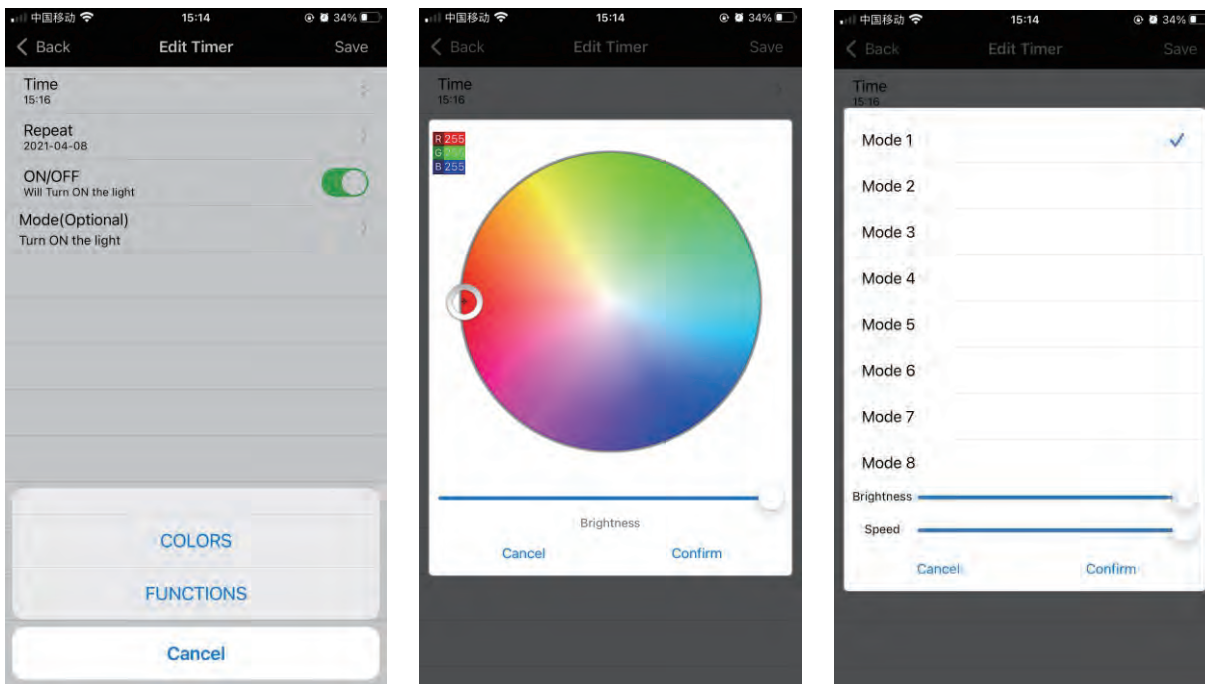 中国移动 15:14 34%
Back Edit Timer Save
Time
15:16
Repeat
2021-04-08
ON/OFF
Will Turn ON the light
Mode(Optional)
Turn ON the light
COLORS
FUNCTIONS
Cancel
中国移动 15:14 34%
Back Edit Timer Save
Time
15:16
R 255
G
B 255
Brightness
Cancel Confirm
中国移动 15:14 34%
Back Edit Timer Save
Time
15:16
Mode 1
Mode 2
Mode 3
Mode 4
Mode 5
Mode 6
Mode 7
Mode 8
Brightness
Speed
Cancel Confirm